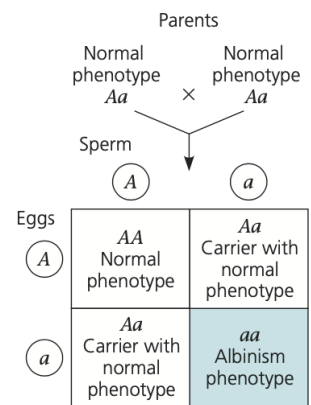 Parents
Normal
phenotype
Aa
×
Normal
phenotype
Aa
Sperm
A
a
Eggs
A
AA
Normal
phenotype
Aa
Carrier with
normal
phenotype
a
Aa
Carrier with
normal
phenotype
aa
Albinism
phenotype